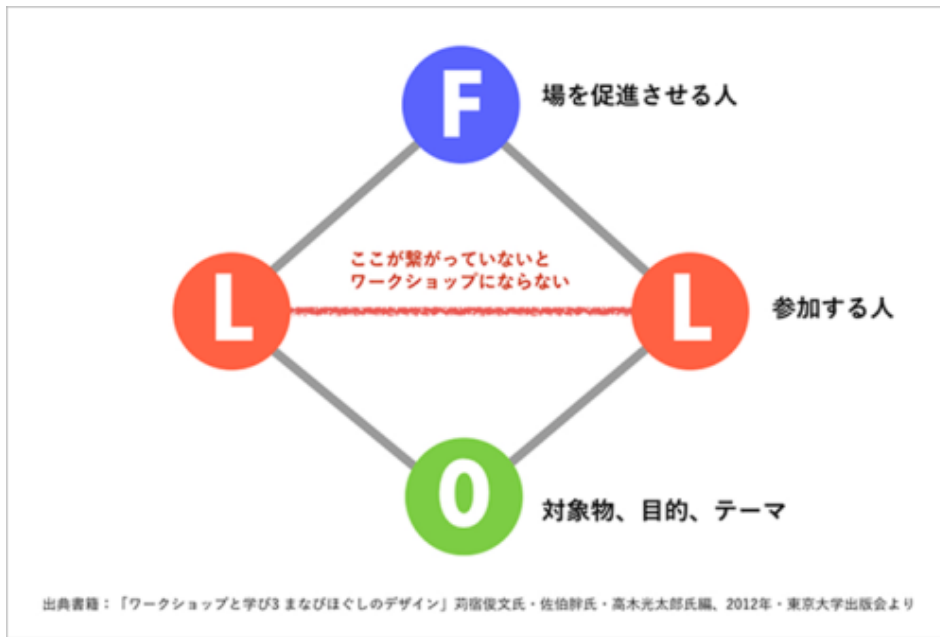 F
場を促進させる人
ここが繋がっていないと
ワークショップにならない
L
L
参加する人
O
対象物、目的、テーマ
出典書籍：「ワークショップと学び3 まなびほぐしのデザイン」苅宿俊文氏・佐伯胖氏・高木光太郎氏編、2012年・東京大学出版会より